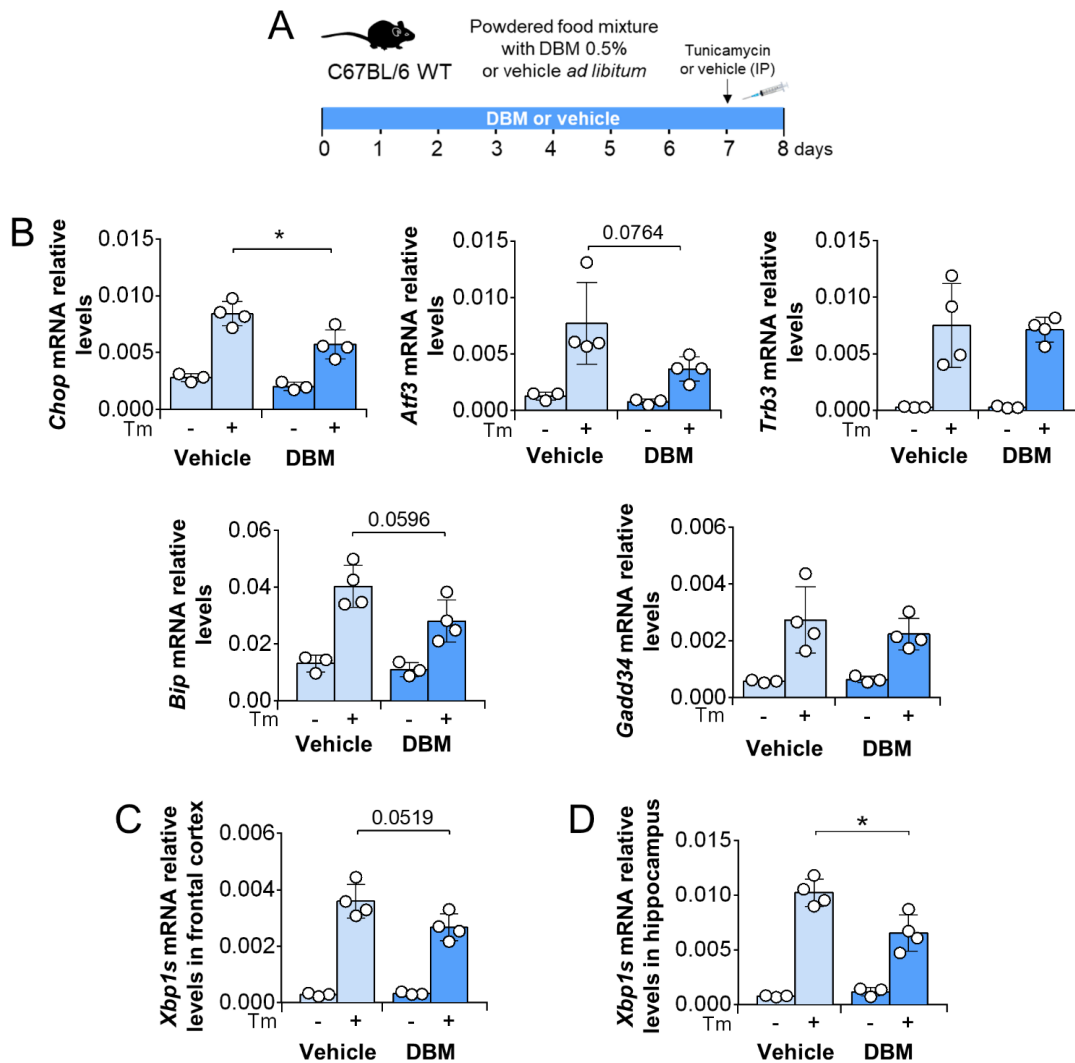 A
C67BL/6 WT
Powdered food mixture
with DBM 0.5%
or vehicle ad libitum
Tunicamycin
or vehicle (IP)
DBM or vehicle
0 1 2 3 4 5 6 7 8 days
B
Chop mRNA relative
levels
0.015
0.010
0.005
0.000
*
Tm - + - +
Vehicle DBM
Atf3 mRNA relative
levels
0.015
0.010
0.005
0.000
0.0764
Tm - + - +
Vehicle DBM
Trb3 mRNA relative
levels
0.015
0.010
0.005
0.000
Tm - + - +
Vehicle DBM
Bip mRNA relative
levels
0.06
0.04
0.02
0.00
0.0596
Tm - + - +
Vehicle DBM
Gadd34 mRNA relative
levels
0.006
0.004
0.002
0.000
Tm - + - +
Vehicle DBM
C
Xbp1s mRNA relative
levels in frontal cortex
0.006
0.004
0.002
0.000
0.0519
Tm - + - +
Vehicle DBM
D
Xbp1s mRNA relative
levels in hippocampus
0.015
0.010
0.005
0.000
*
Tm - + - +
Vehicle DBM